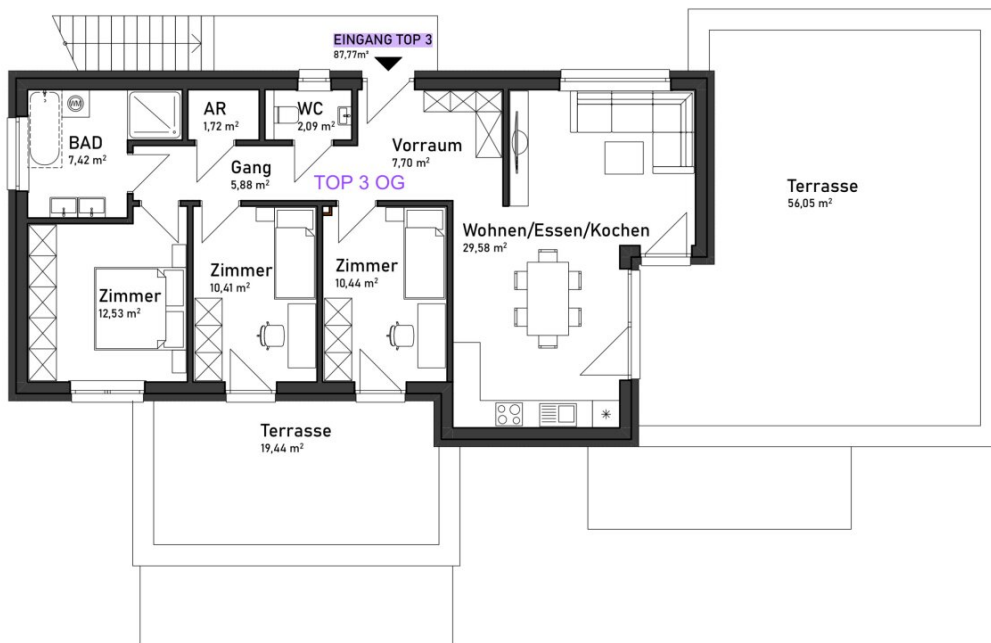 EINGANG TOP 3
87,77m²
AR
1,72 m²
WC
2,09 m²
WM
BAD
7,42 m²
Vorraum
7,70 m²
Gang
5,88 m²
TOP 3 OG
Terrasse
56,05 m²
Wohnen/Essen/Kochen
29,58 m²
Zimmer
12,53 m²
Zimmer
10,41 m²
Zimmer
10,44 m²
Terrasse
19,44 m²